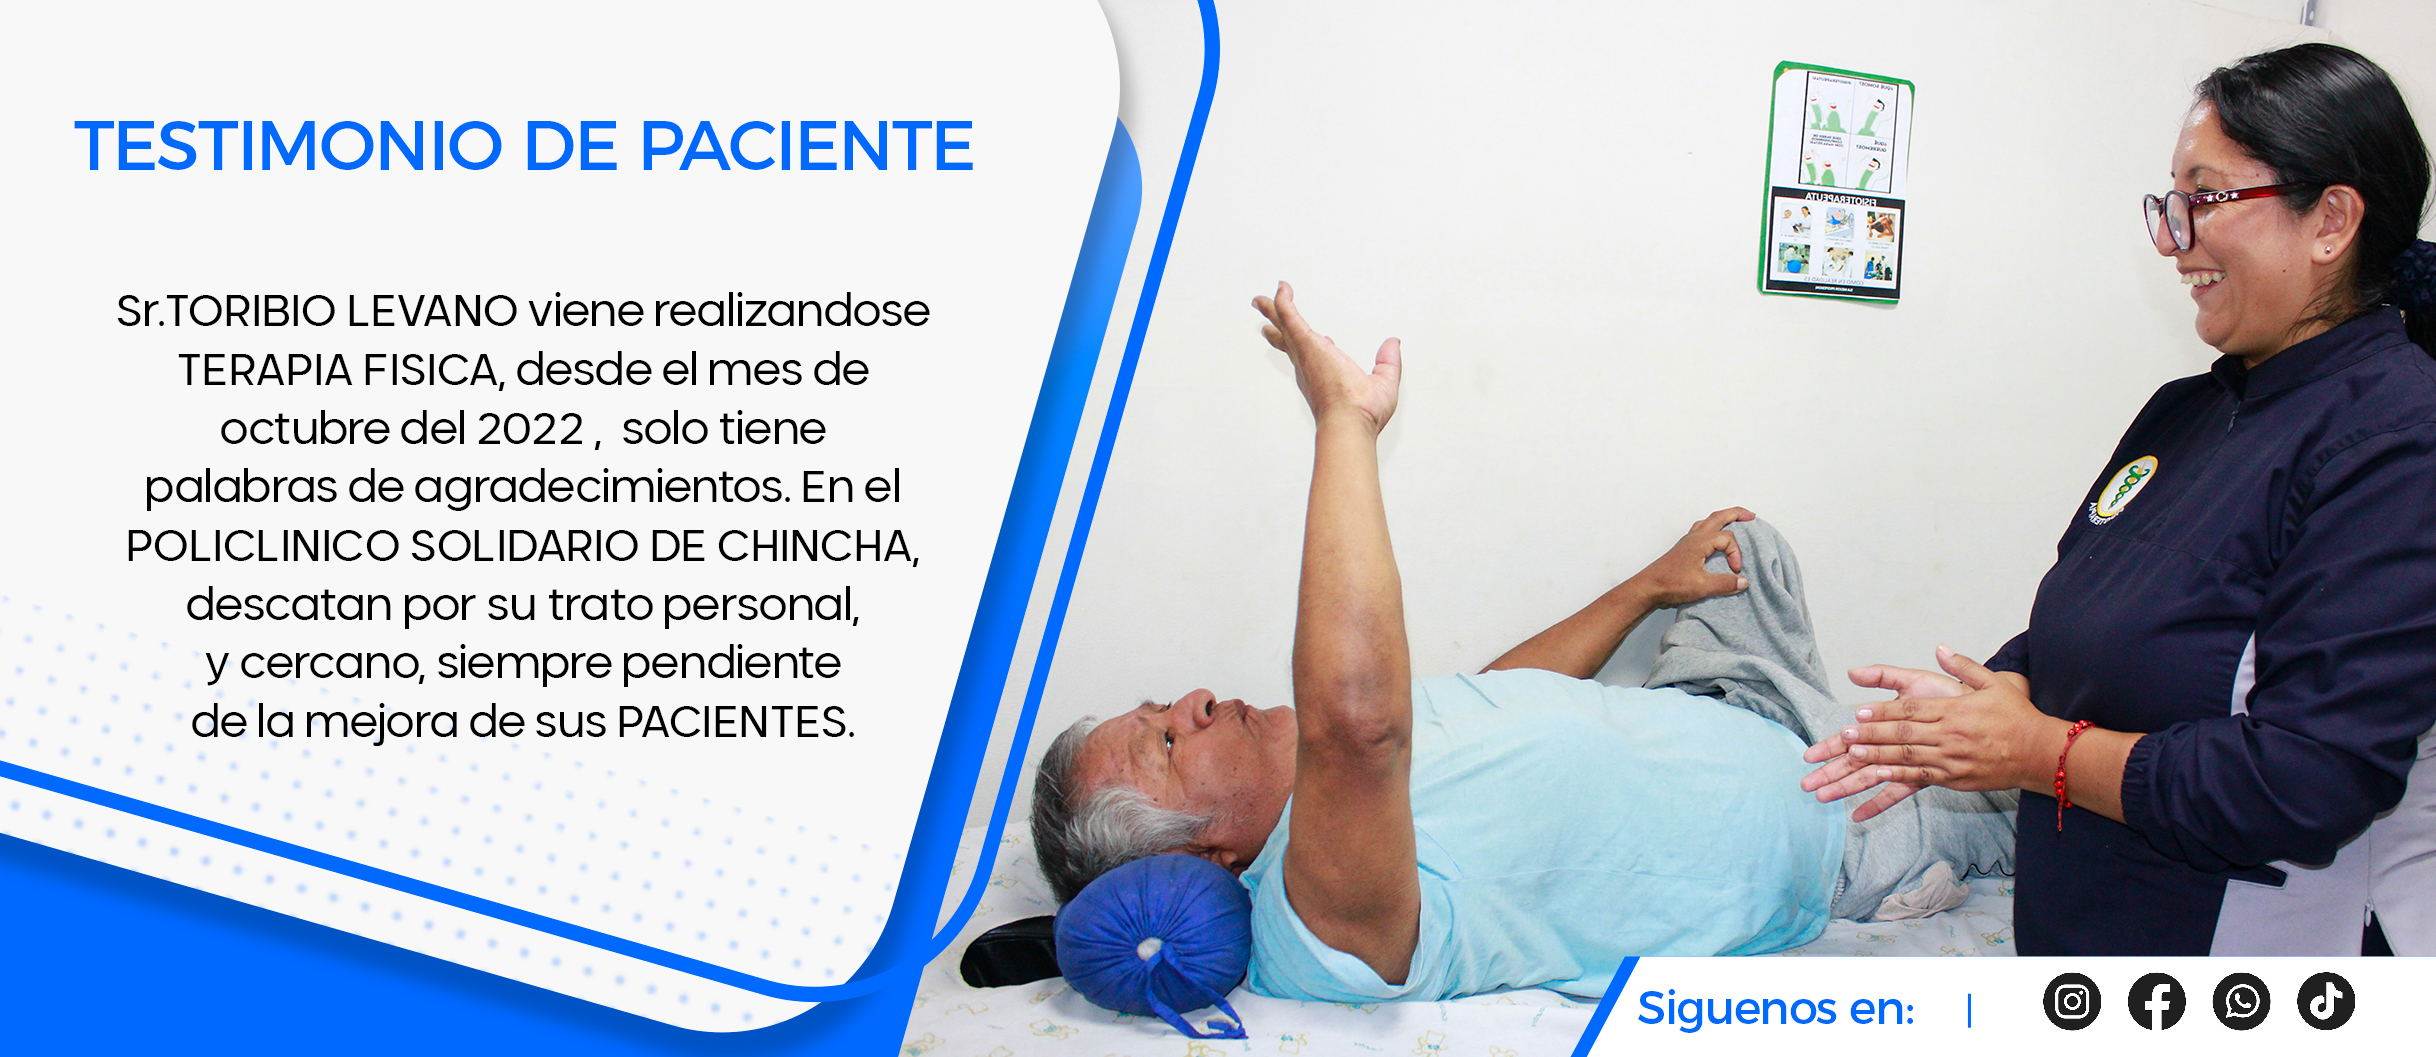 TESTIMONIO DE PACIENTE
Sr.TORIBIO LEVANO viene realizandose
TERAPIA FISICA, desde el mes de
octubre del 2022 , solo tiene
palabras de agradecimientos. En el
POLICLINICO SOLIDARIO DE CHINCHA,
descatan por su trato personal,
y cercano, siempre pendiente
de la mejora de sus PACIENTES.
FISIOTERAPEUTA
Siguenos en: |